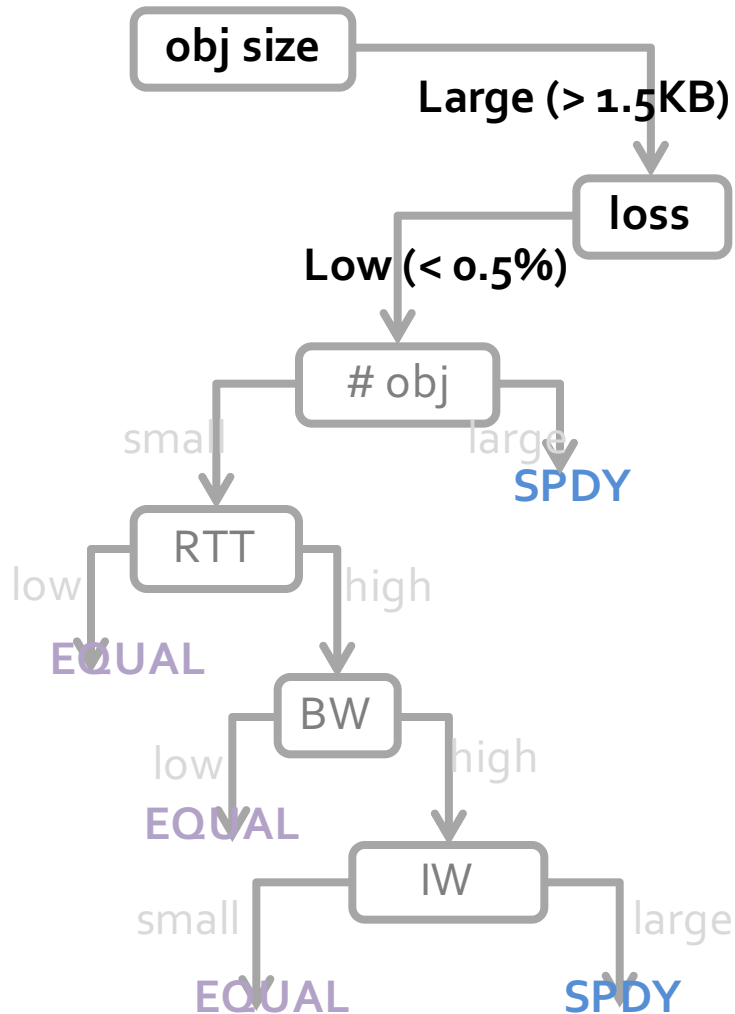 obj size
Large (> 1.5KB)
loss
Low (< 0.5%)
# obj
small
large
SPDY
RTT
low
high
EQUAL
BW
low
high
EQUAL
IW
small
large
EQUAL
SPDY